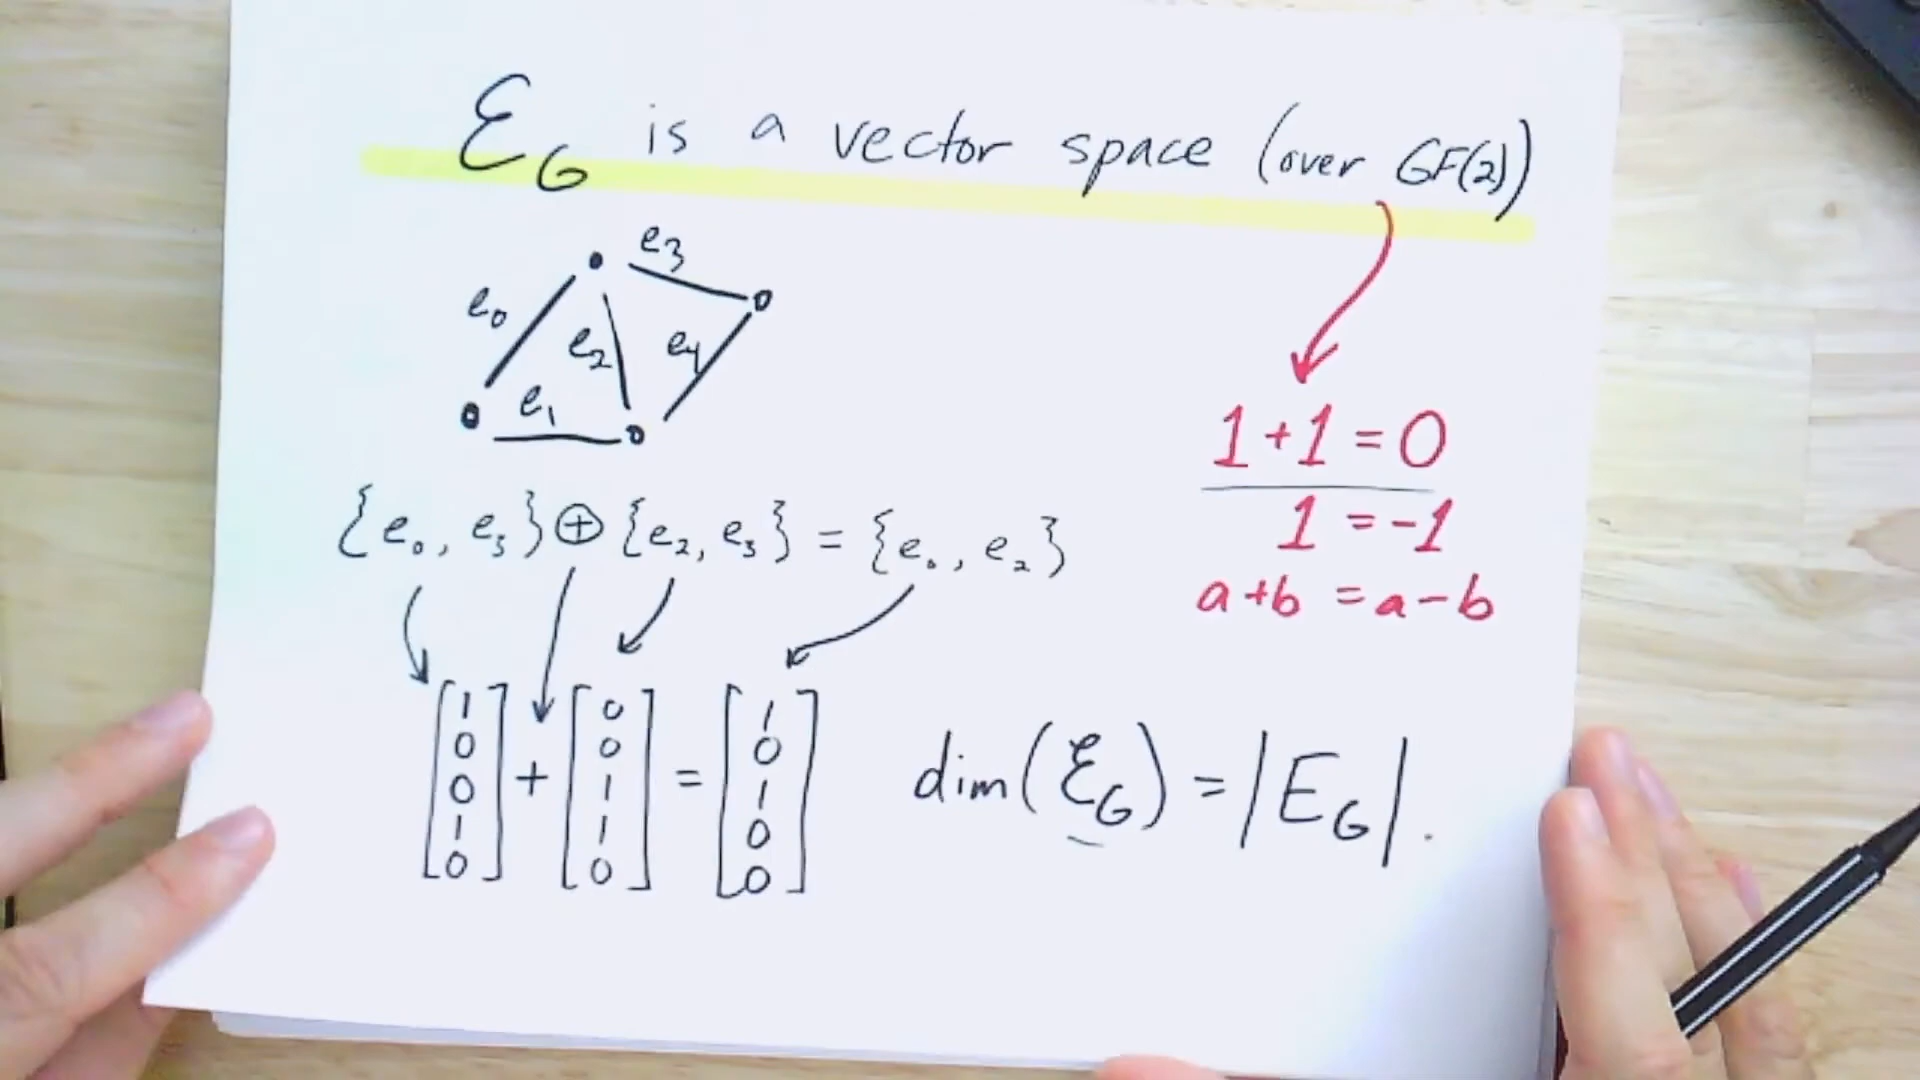 ℰ_G is a vector space (over GF(2))
e₃
e₀
e₂ e₄
e₁
1+1=0
1=-1
a+b=a-b
{e₀, e₃} ⊕ {e₂, e₃} = {e₀, e₂}
[1 0 0 1 0] + [0 0 1 1 0] = [1 0 1 0 0]
dim(ℰ_G) = |E_G|.